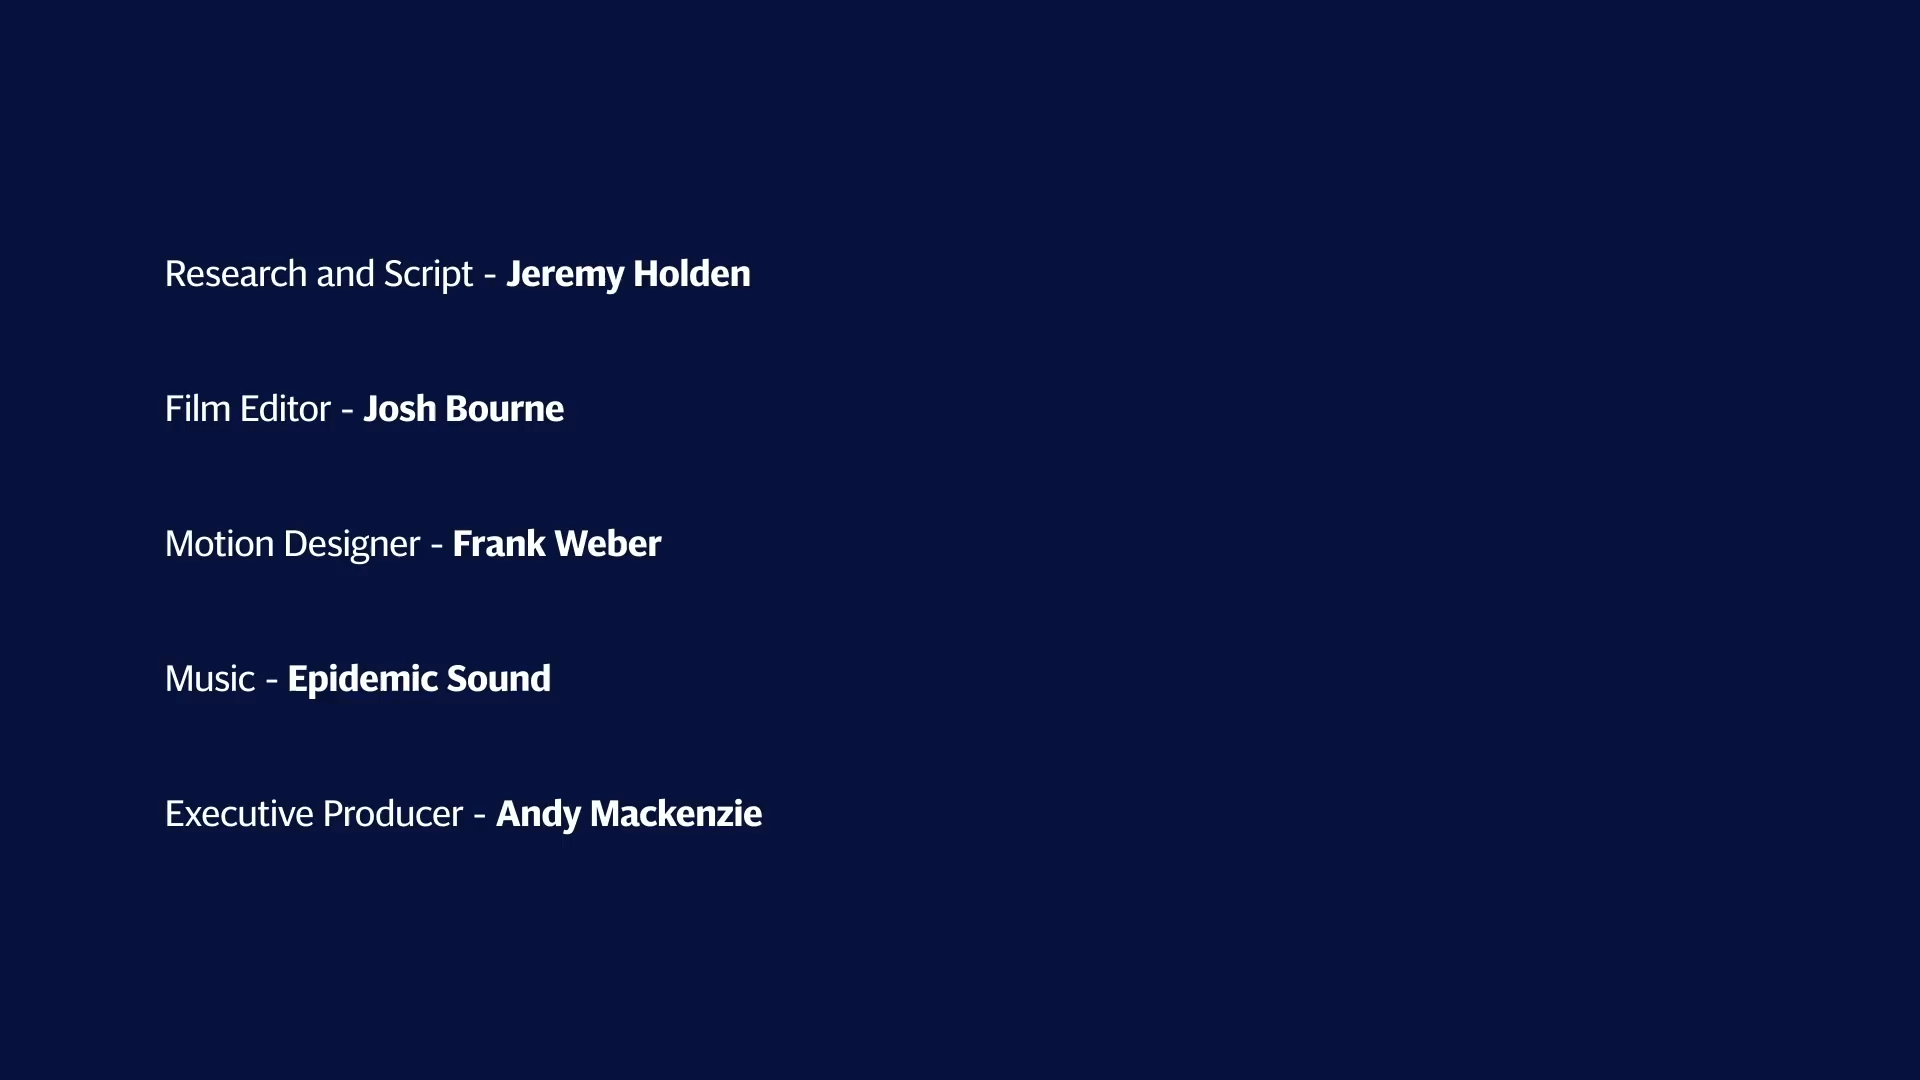 Research and Script - Jeremy Holden
Film Editor - Josh Bourne
Motion Designer - Frank Weber
Music - Epidemic Sound
Executive Producer - Andy Mackenzie